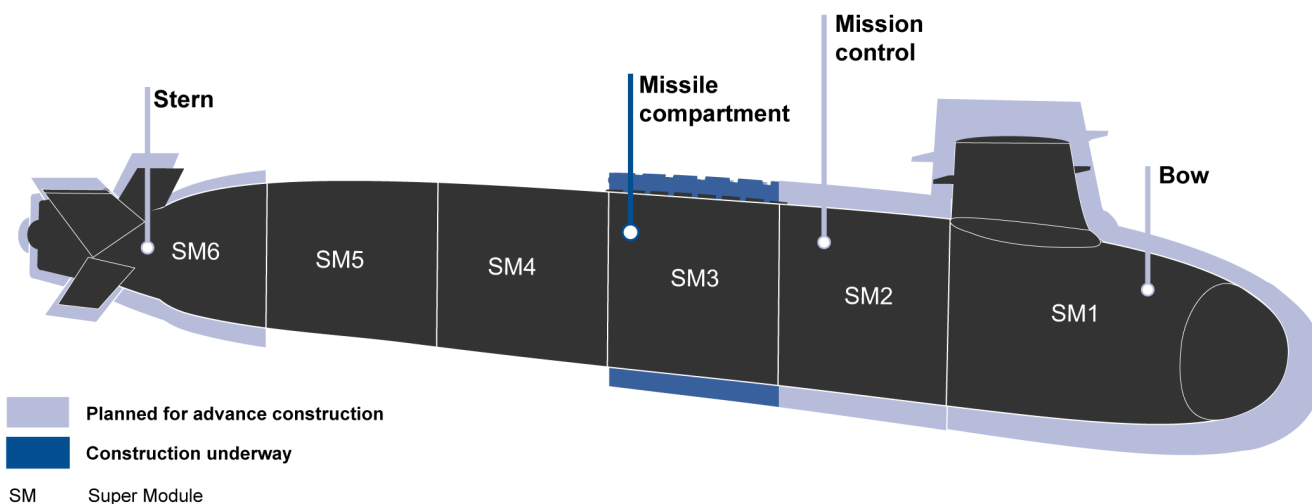 Mission
control
Missile
compartment
Stern
Bow
SM6
SM5
SM4
SM3
SM2
SM1
Planned for advance construction
Construction underway
SM Super Module